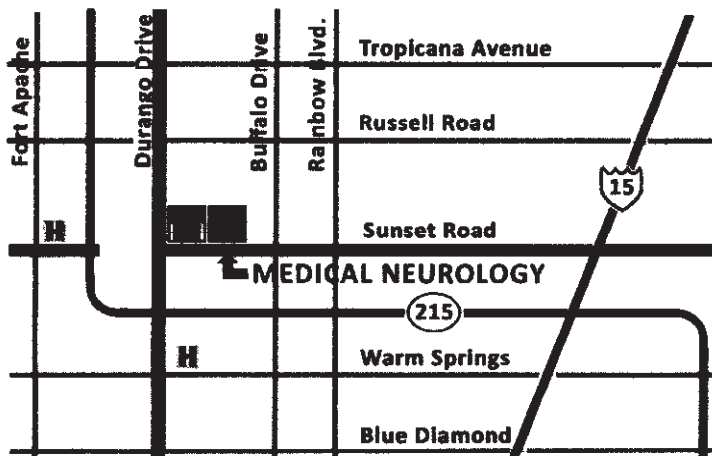 Fort Apache
Durango Drive
Buffalo Drive
Rainbow Blvd.
Tropicana Avenue
Russell Road
15
H
Sunset Road
MEDICAL NEUROLOGY
215
H
Warm Springs
Blue Diamond